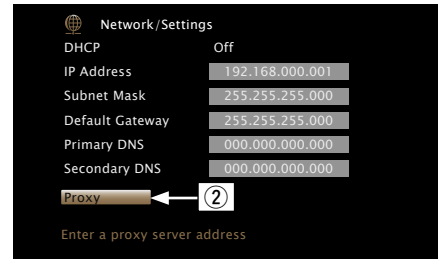 Network/Settings
DHCP Off
IP Address 192.168.000.001
Subnet Mask 255.255.255.000
Default Gateway 255.255.255.000
Primary DNS 000.000.000.000
Secondary DNS 000.000.000.000
Proxy ②
Enter a proxy server address